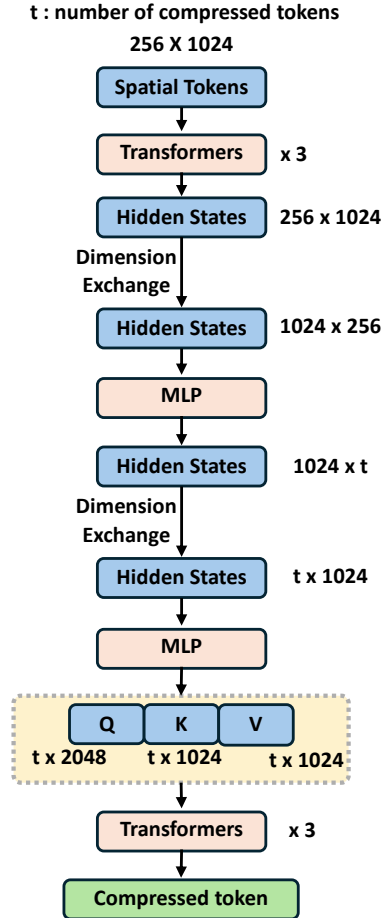 t : number of compressed tokens
256 X 1024
Spatial Tokens
Transformers x 3
Hidden States 256 x 1024
Dimension
Exchange
Hidden States 1024 x 256
MLP
Hidden States 1024 x t
Dimension
Exchange
Hidden States t x 1024
MLP
Q K V
t x 2048 t x 1024 t x 1024
Transformers x 3
Compressed token